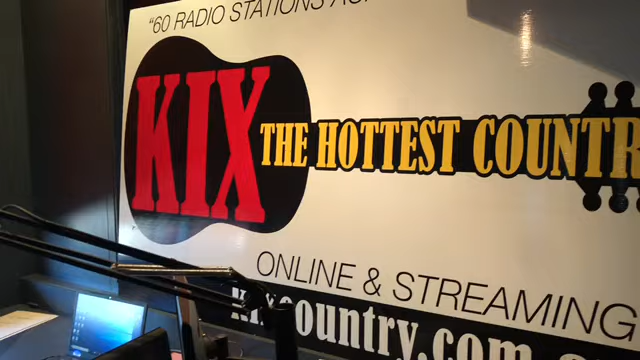 "60 RADIO STATIONS
KIX
THE HOTTEST COUNTR
ONLINE & STREAMING
kixcountry.com